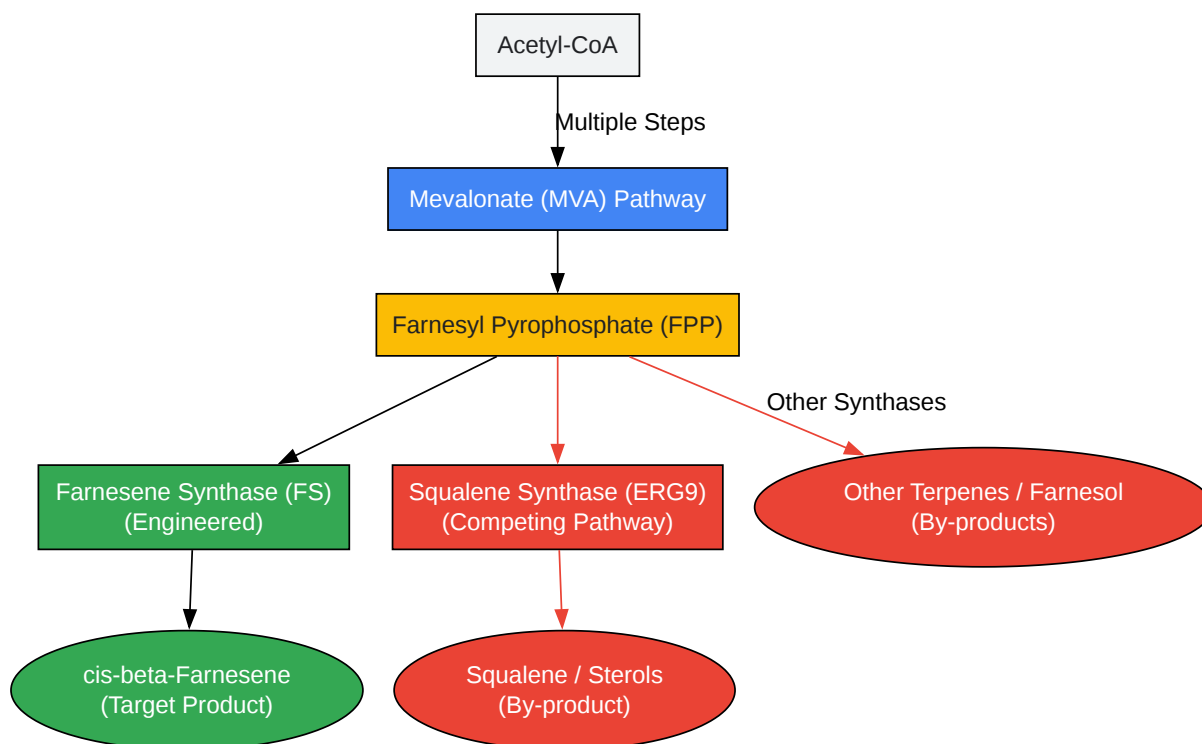 Acetyl-CoA
Multiple Steps
Mevalonate (MVA) Pathway
Farnesyl Pyrophosphate (FPP)
Other Synthases
Farnesene Synthase (FS)
(Engineered)
Squalene Synthase (ERG9)
(Competing Pathway)
Other Terpenes / Farnesol
(By-products)
cis-beta-Farnesene
(Target Product)
Squalene / Sterols
(By-product)